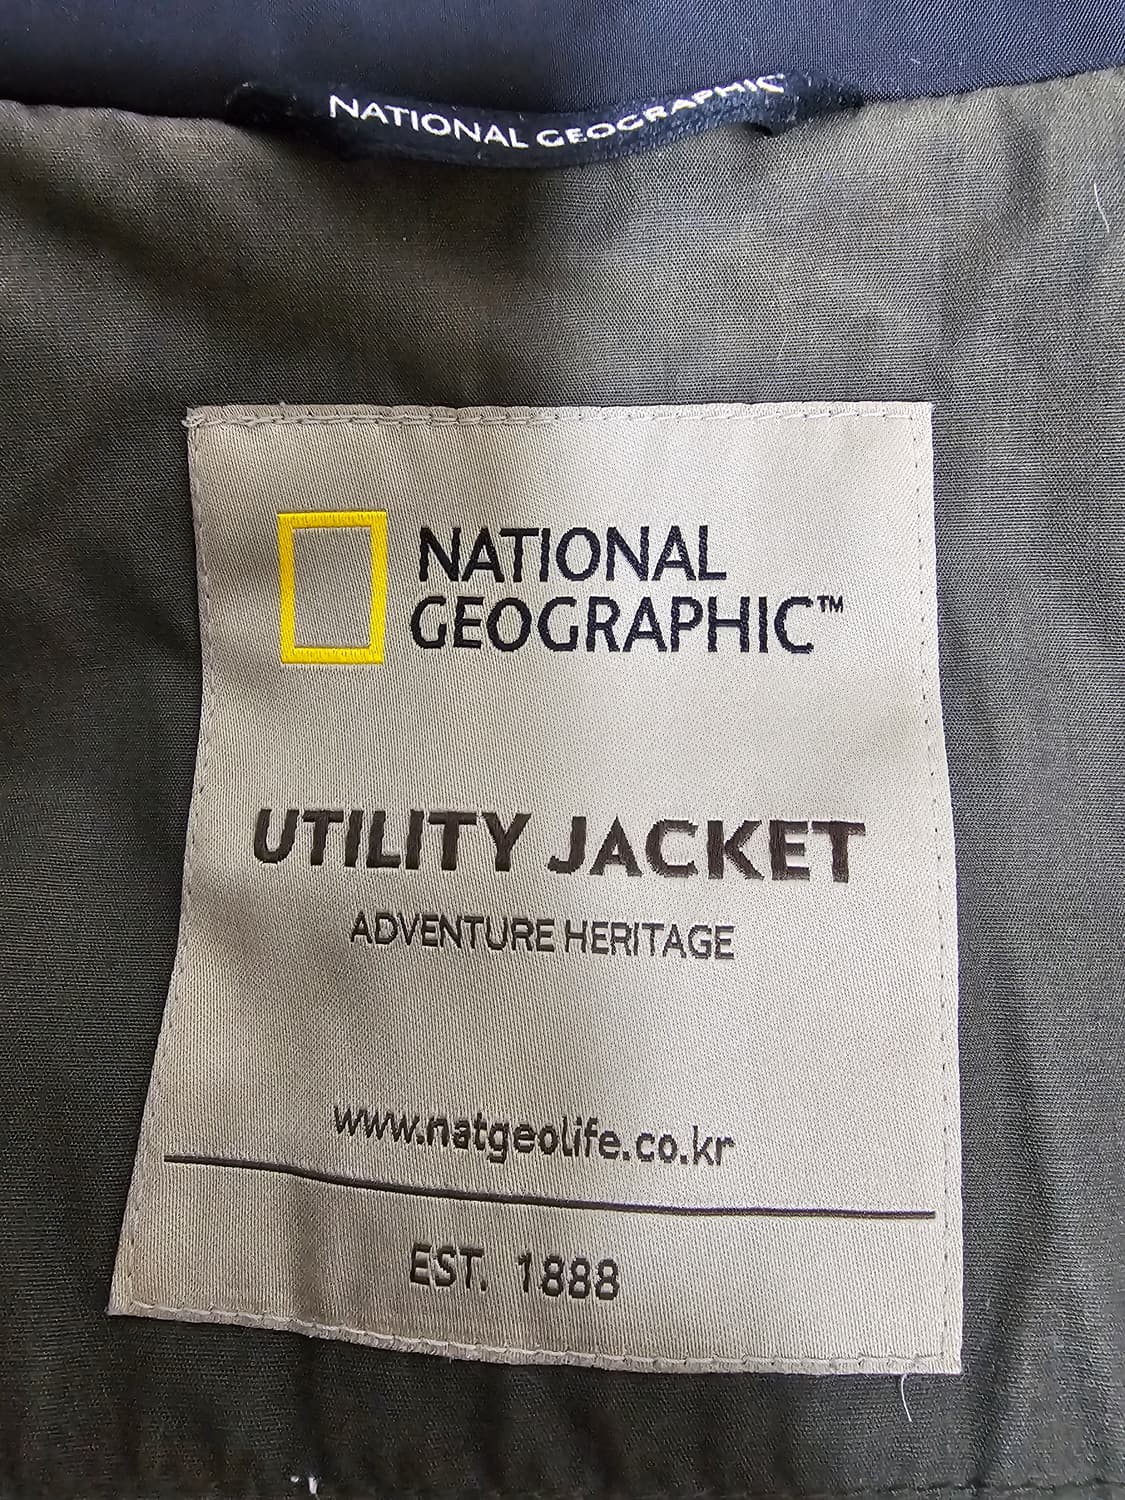 NATIONAL GEOGRAPHIC
NATIONAL
GEOGRAPHIC™
UTILITY JACKET
ADVENTURE HERITAGE
www.natgeolife.co.kr
EST. 1888